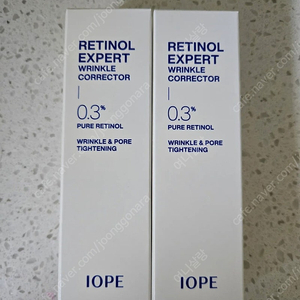 RETINOL
EXPERT
WRINKLE
CORRECTOR
0.3%
PURE RETINOL
WRINKLE & PORE
TIGHTENING
IOPE
RETINOL
EXPERT
WRINKLE
CORRECTOR
0.3%
PURE RETINOL
WRINKLE & PORE
TIGHTENING
IOPE